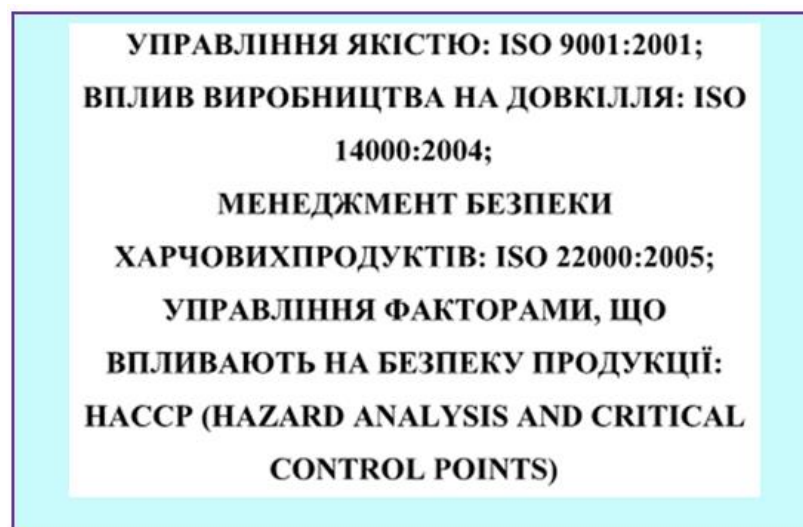 УПРАВЛІННЯ ЯКІСТЮ: ISO 9001:2001;
ВПЛИВ ВИРОБНИЦТВА НА ДОВКІЛЛЯ: ISO
14000:2004;
МЕНЕДЖМЕНТ БЕЗПЕКИ
ХАРЧОВИХПРОДУКТІВ: ISO 22000:2005;
УПРАВЛІННЯ ФАКТОРАМИ, ЩО
ВПЛИВАЮТЬ НА БЕЗПЕКУ ПРОДУКЦІЇ:
HACCP (HAZARD ANALYSIS AND CRITICAL
CONTROL POINTS)